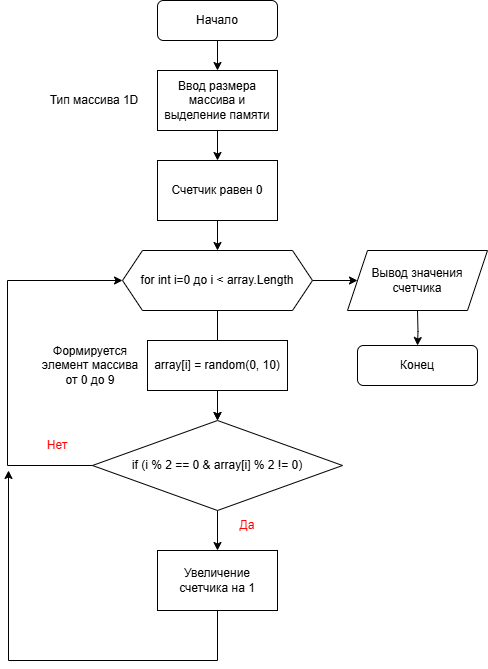 Начало
Тип массива 1D
Ввод размера
массива и
выделение памяти
Счетчик равен 0
for int i=0 до i < array.Length
Вывод значения
счетчика
Формируется
элемент массива
от 0 до 9
array[i] = random(0, 10)
Конец
Нет
if (i % 2 == 0 & array[i] % 2 != 0)
Да
Увеличение
счетчика на 1